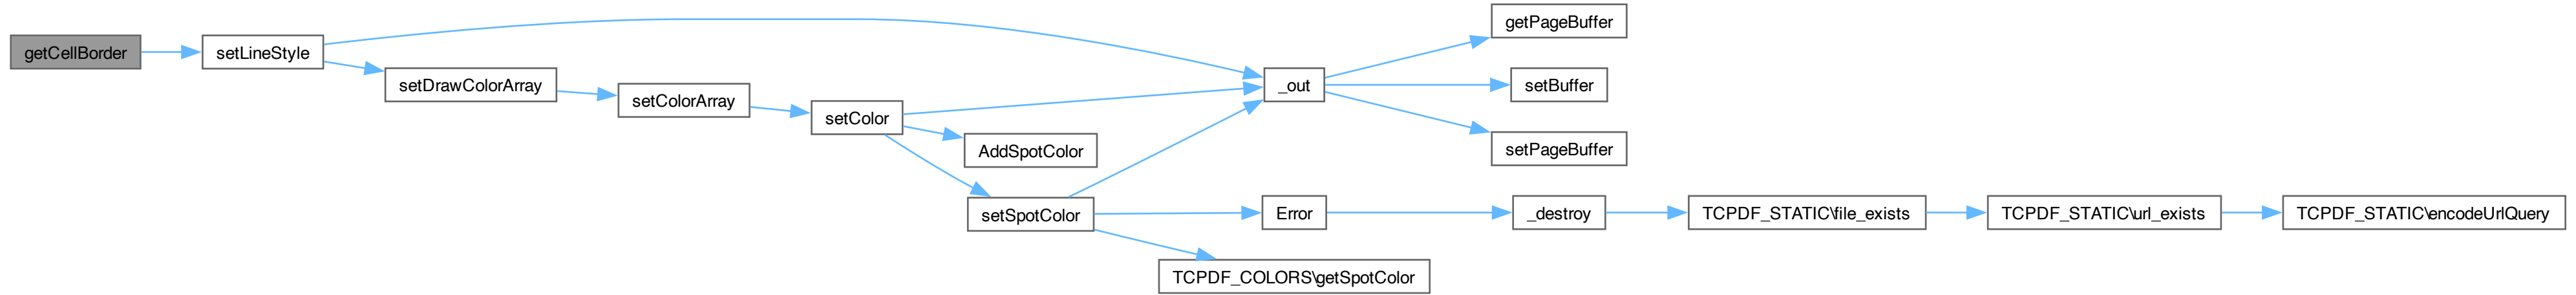 getCellBorder
setLineStyle
setDrawColorArray
setColorArray
setColor
AddSpotColor
setSpotColor
_out
getPageBuffer
setBuffer
setPageBuffer
Error
_destroy
TCPDF_STATIC\file_exists
TCPDF_STATIC\url_exists
TCPDF_STATIC\encodeUrlQuery
TCPDF_COLORS\getSpotColor